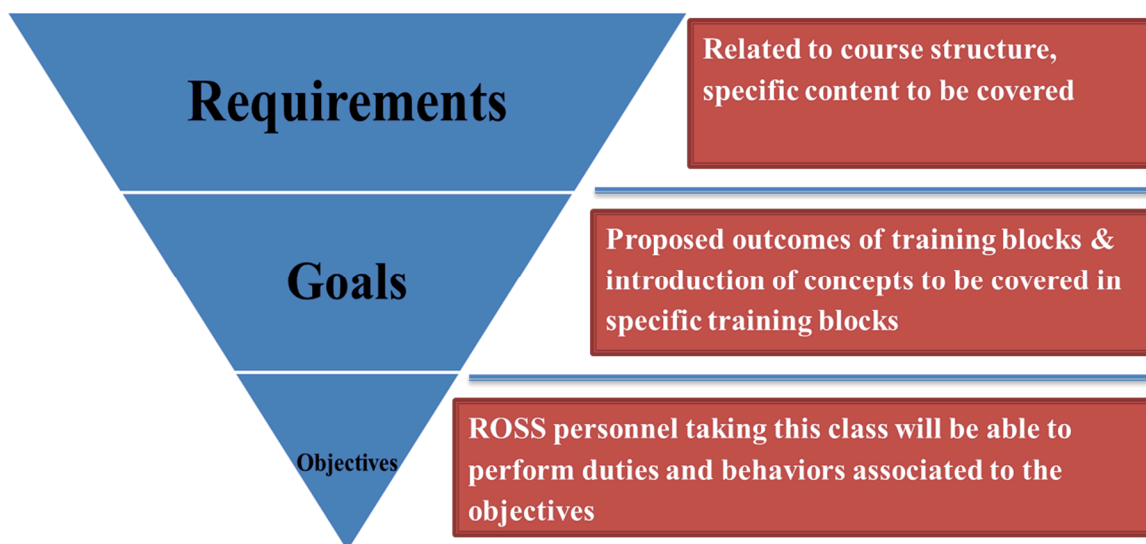 Requirements
Related to course structure,
specific content to be covered
Goals
Proposed outcomes of training blocks &
introduction of concepts to be covered in
specific training blocks
Objectives
ROSS personnel taking this class will be able to
perform duties and behaviors associated to the
objectives